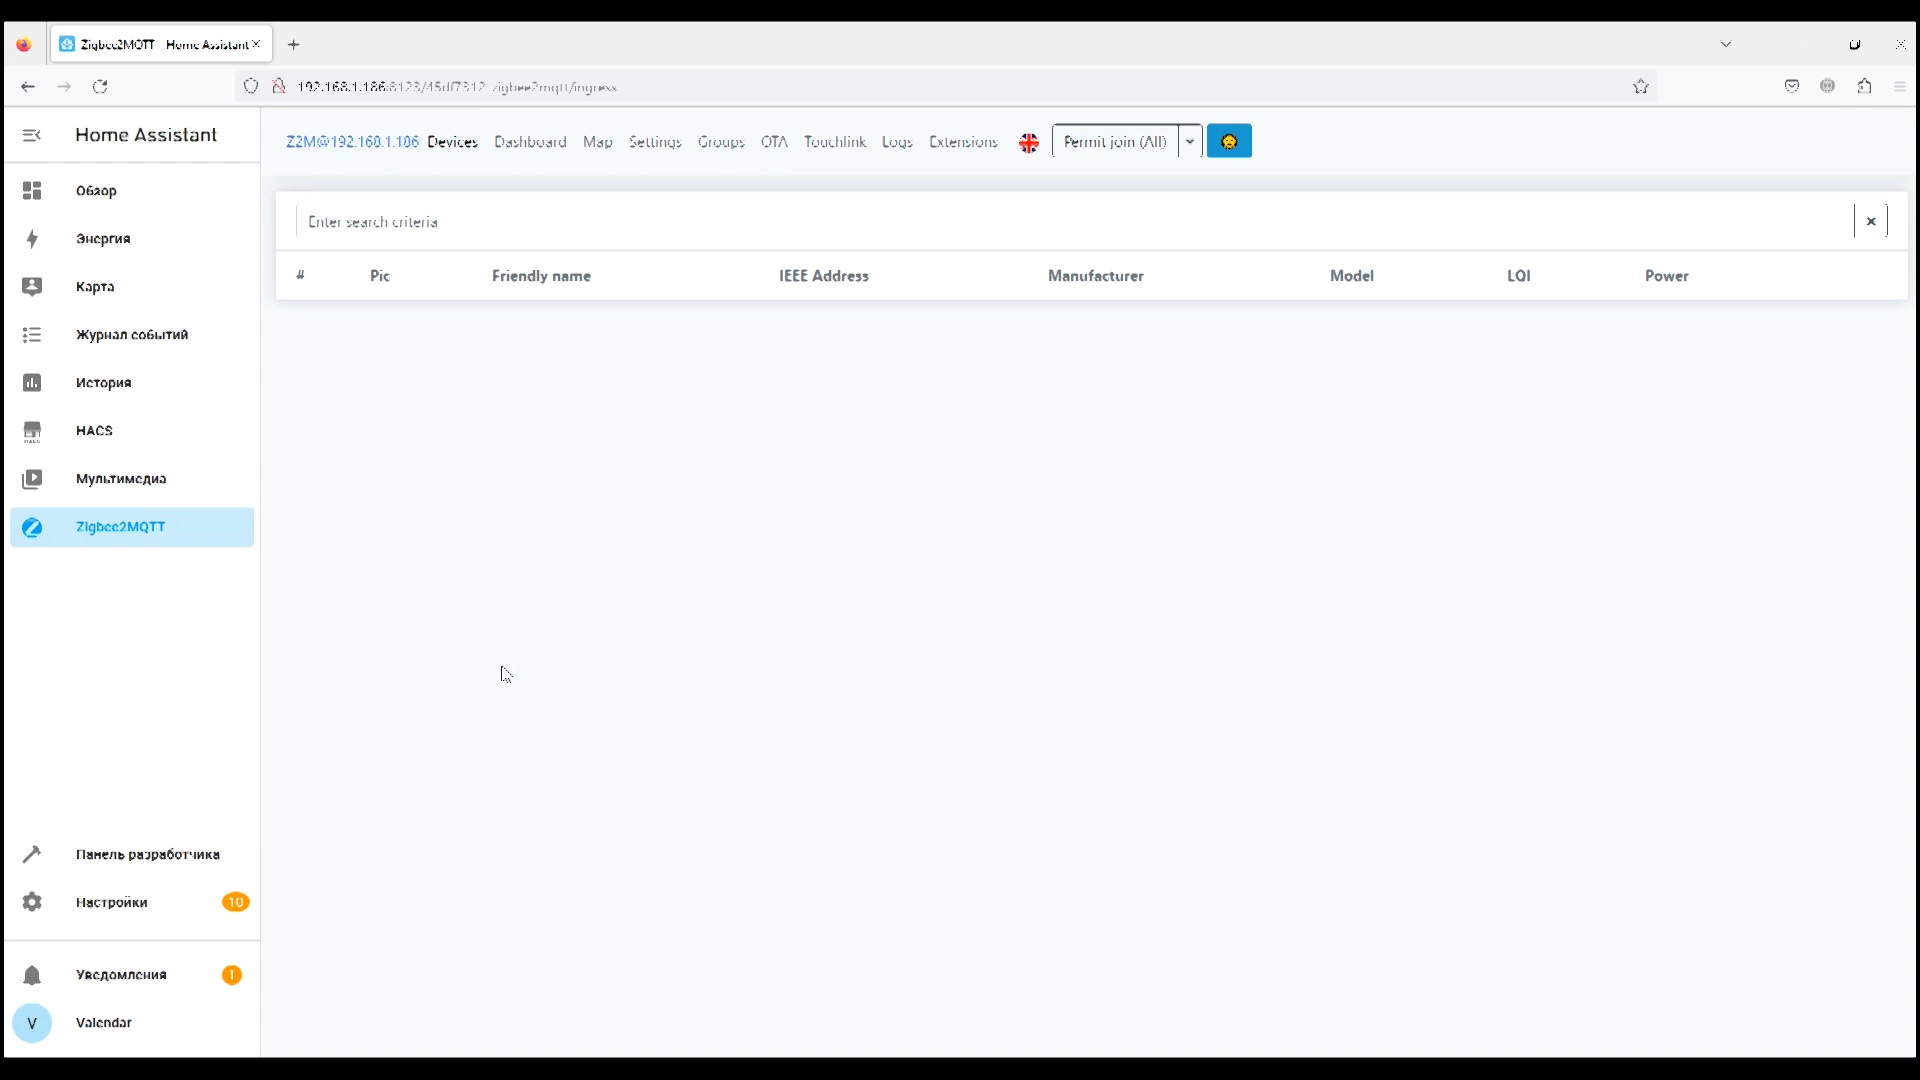 Zigbee2MQTT - Home Assistant
192.168.1.186:8123/45df7312_zigbee2mqtt/ingress
Home Assistant
Z2M@192.168.1.186 Devices Dashboard Map Settings Groups OTA Touchlink Logs Extensions Permit join (All)
Обзор
Enter search criteria
Энергия
# Pic Friendly name IEEE Address Manufacturer Model LQI Power
Карта
Журнал событий
История
HACS
Мультимедиа
Zigbee2MQTT
Панель разработчика
Настройки 10
Уведомления 1
V Valendar